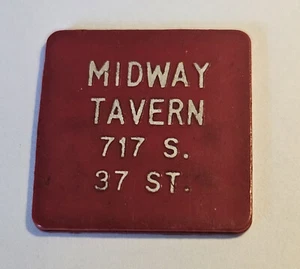 MIDWAY
TAVERN
717 S.
37 ST.